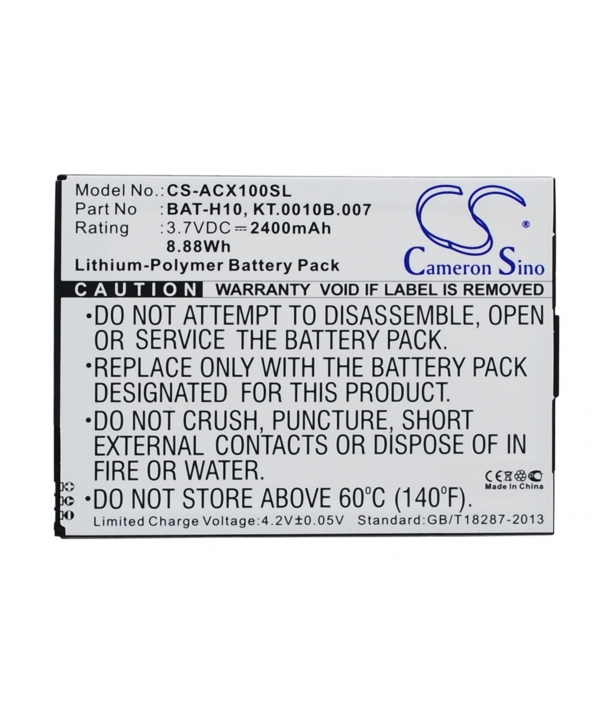 Model No.: CS-ACX100SL
Part No : BAT-H10, KT.0010B.007
Rating : 3.7VDC⎓2400mAh
8.88Wh
Lithium-Polymer Battery Pack
CS
Cameron Sino
CAUTION WARRANTY VOID IF LABEL IS REMOVED
•DO NOT ATTEMPT TO DISASSEMBLE, OPEN
OR SERVICE THE BATTERY PACK.
•REPLACE ONLY WITH THE BATTERY PACK
DESIGNATED FOR THIS PRODUCT.
•DO NOT CRUSH, PUNCTURE, SHORT
EXTERNAL CONTACTS OR DISPOSE OF IN
FIRE OR WATER
•DO NOT STORE ABOVE 60°C (140°F).
CE
Made In China
Limited Charge Voltage:4.2V±0.05V Standard:GB/T18287-2013